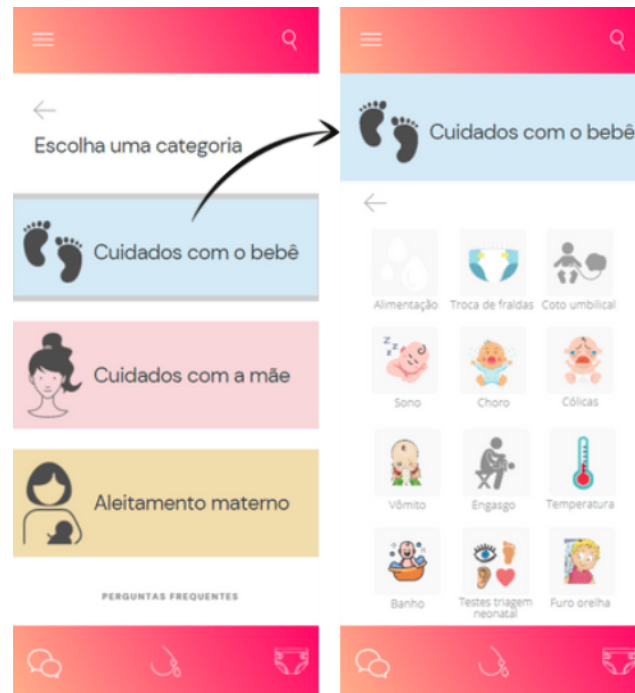 Escolha uma categoria
Cuidados com o bebê
Cuidados com a mãe
Aleitamento materno
PERGUNTAS FREQUENTES
Cuidados com o bebê
Alimentação Troca de fraldas Coto umbilical
z z z
Sono Choro Cólicas
Vômito Engasgo Temperatura
Banho Testes triagem neonatal Furo orelha